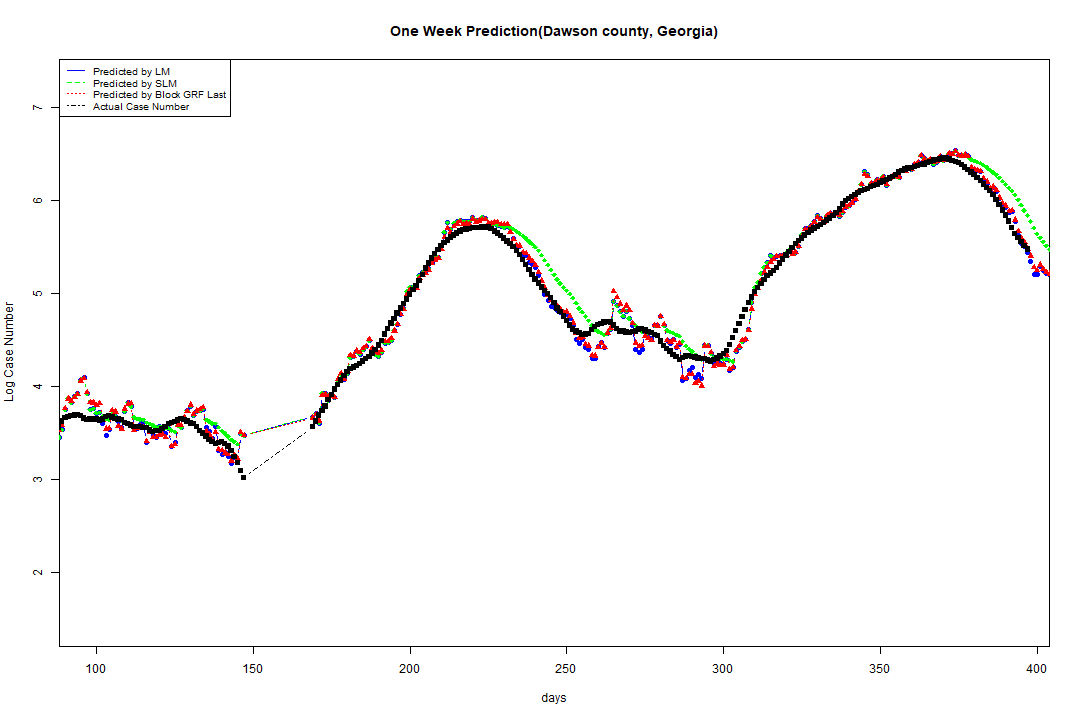 One Week Prediction(Dawson county, Georgia)
Predicted by LM
Predicted by SLM
Predicted by Block GRF Last
Actual Case Number
7
6
5
4
3
2
Log Case Number
100 150 200 250 300 350 400
days